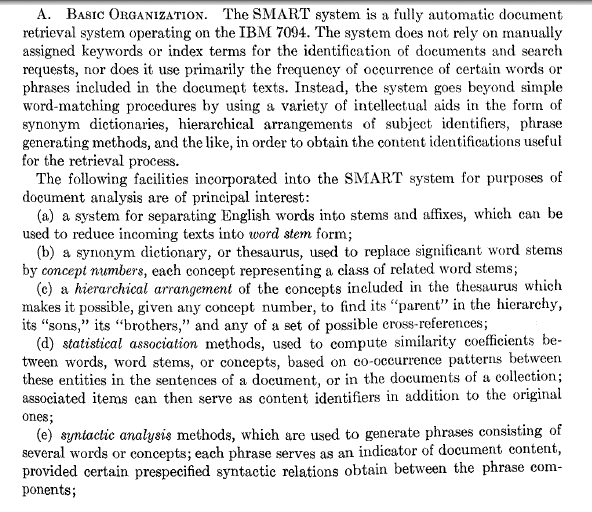 A. BASIC ORGANIZATION. The SMART system is a fully automatic document
retrieval system operating on the IBM 7094. The system does not rely on manually
assigned keywords or index terms for the identification of documents and search
requests, nor does it use primarily the frequency of occurrence of certain words or
phrases included in the document texts. Instead, the system goes beyond simple
word-matching procedures by using a variety of intellectual aids in the form of
synonym dictionaries, hierarchical arrangements of subject identifiers, phrase
generating methods, and the like, in order to obtain the content identifications useful
for the retrieval process.
The following facilities incorporated into the SMART system for purposes of
document analysis are of principal interest:
(a) a system for separating English words into stems and affixes, which can be
used to reduce incoming texts into word stem form;
(b) a synonym dictionary, or thesaurus, used to replace significant word stems
by concept numbers, each concept representing a class of related word stems;
(c) a hierarchical arrangement of the concepts included in the thesaurus which
makes it possible, given any concept number, to find its "parent" in the hierarchy,
its "sons," its "brothers," and any of a set of possible cross-references;
(d) statistical association methods, used to compute similarity coefficients be-
tween words, word stems, or concepts, based on co-occurrence patterns between
these entities in the sentences of a document, or in the documents of a collection;
associated items can then serve as content identifiers in addition to the original
ones;
(e) syntactic analysis methods, which are used to generate phrases consisting of
several words or concepts; each phrase serves as an indicator of document content,
provided certain prespecified syntactic relations obtain between the phrase com-
ponents;